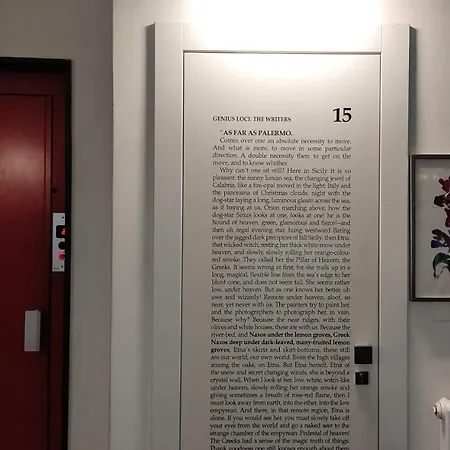 GENIUS LOCI: THE WRITERS
15
"AS FAR AS PALERMO.
Comes over one an absolute necessity to move.
And what is more, to move in some particular
direction. A double necessity then: to get on the
move, and to know whither.
Why can't one sit still? Here in Sicily it is so
pleasant: the sunny Ionian sea, the changing jewel of
Calabria, like a fire-opal moved in the light; Italy and
the panorama of Christmas clouds, night with the
dog-star laying a long, luminous gleam across the sea,
as if baying at us, Orion marching above; how the
dog-star Sirius looks at one, looks at one! he is the
hound of heaven, green, glamorous and fierce!—and
then oh regal evening star, hung westward flaring
over the jagged dark precipices of tall Sicily: then Etna,
that wicked witch, resting her thick white snow under
heaven, and slowly, slowly rolling her orange-colour-
ed smoke. They called her the Pillar of Heaven, the
Greeks. It seems wrong at first, for she trails up in a
long, magical, flexible line from the sea's edge to her
blunt cone, and does not seem tall. She seems rather
low, under heaven. But as one knows her better, oh
awe and wizardy! Remote under heaven, aloof, so
near, yet never with us. The painters try to paint her,
and the photographers to photograph her, in vain.
Because why? Because the near ridges, with their
olives and white houses, these are with us. Because the
river-bed, and Naxos under the lemon groves, Greek
Naxos deep under dark-leaved, many-fruited lemon
groves, Etna's skirts and skirt-bottoms, these still
are our world, our own world. Even the high villages
among the oaks, on Etna. But Etna herself, Etna of
the snow and secret changing winds, she is beyond a
crystal wall. When I look at her, low, white, witch-like
under heaven, slowly rolling her orange smoke and
giving sometimes a breath of rose-red flame, then I
must look away from earth, into the ether, into the low
empyrean. And there, in that remote region, Etna is
alone. If you would see her, you must slowly take off
your eyes from the world and go a naked seer to the
strange chamber of the empyrean. Pedestal of heaven!
The Greeks had a sense of the magic truth of things.
Thank goodness one still knows enough about them